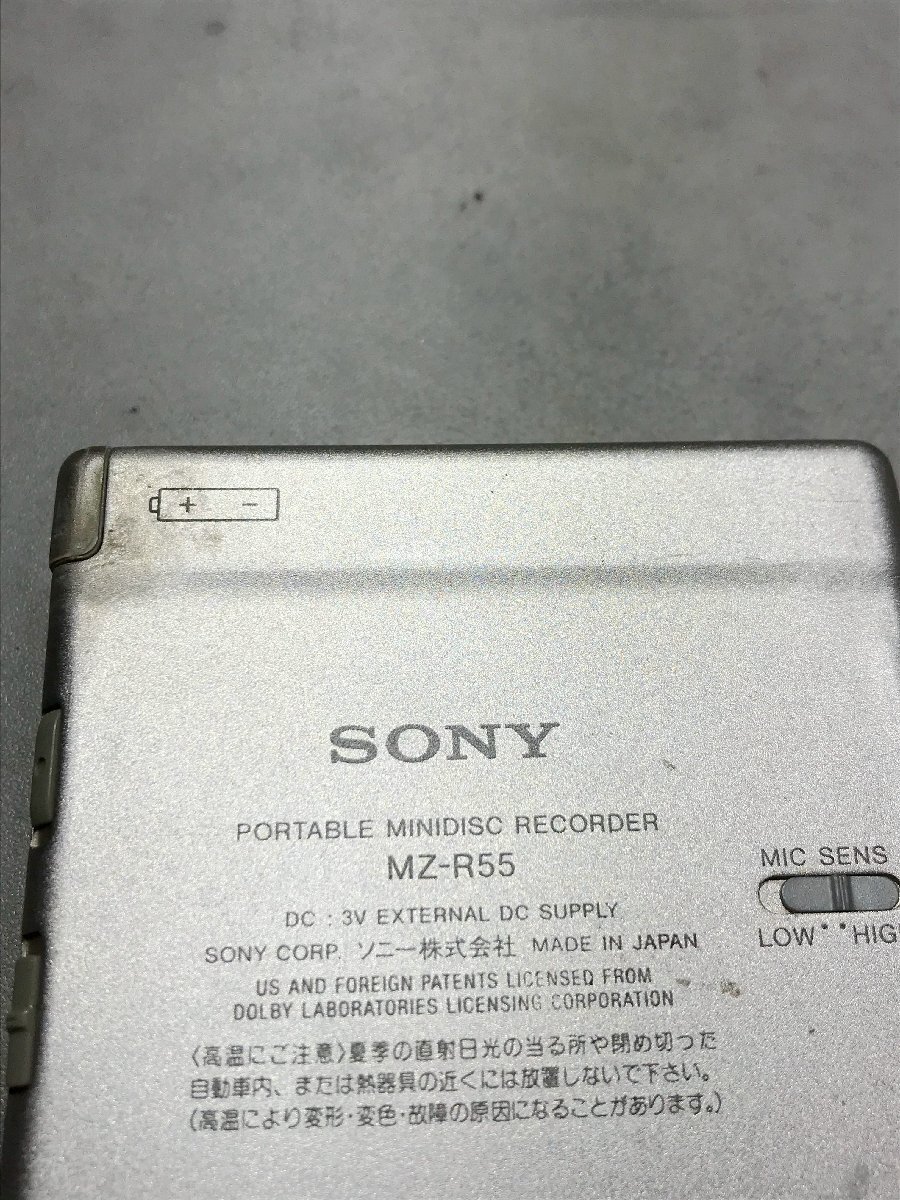 + −
SONY
PORTABLE MINIDISC RECORDER
MZ-R55
MIC SENS
DC : 3V EXTERNAL DC SUPPLY
LOW • • HIG
SONY CORP. ソニー株式会社 MADE IN JAPAN
US AND FOREIGN PATENTS LICENSED FROM
DOLBY LABORATORIES LICENSING CORPORATION
〈高温にご注意〉夏季の直射日光の当る所や閉め切った
自動車内、または熱器具の近くには放置しないで下さい。
(高温により変形・変色・故障の原因になることがあります。)